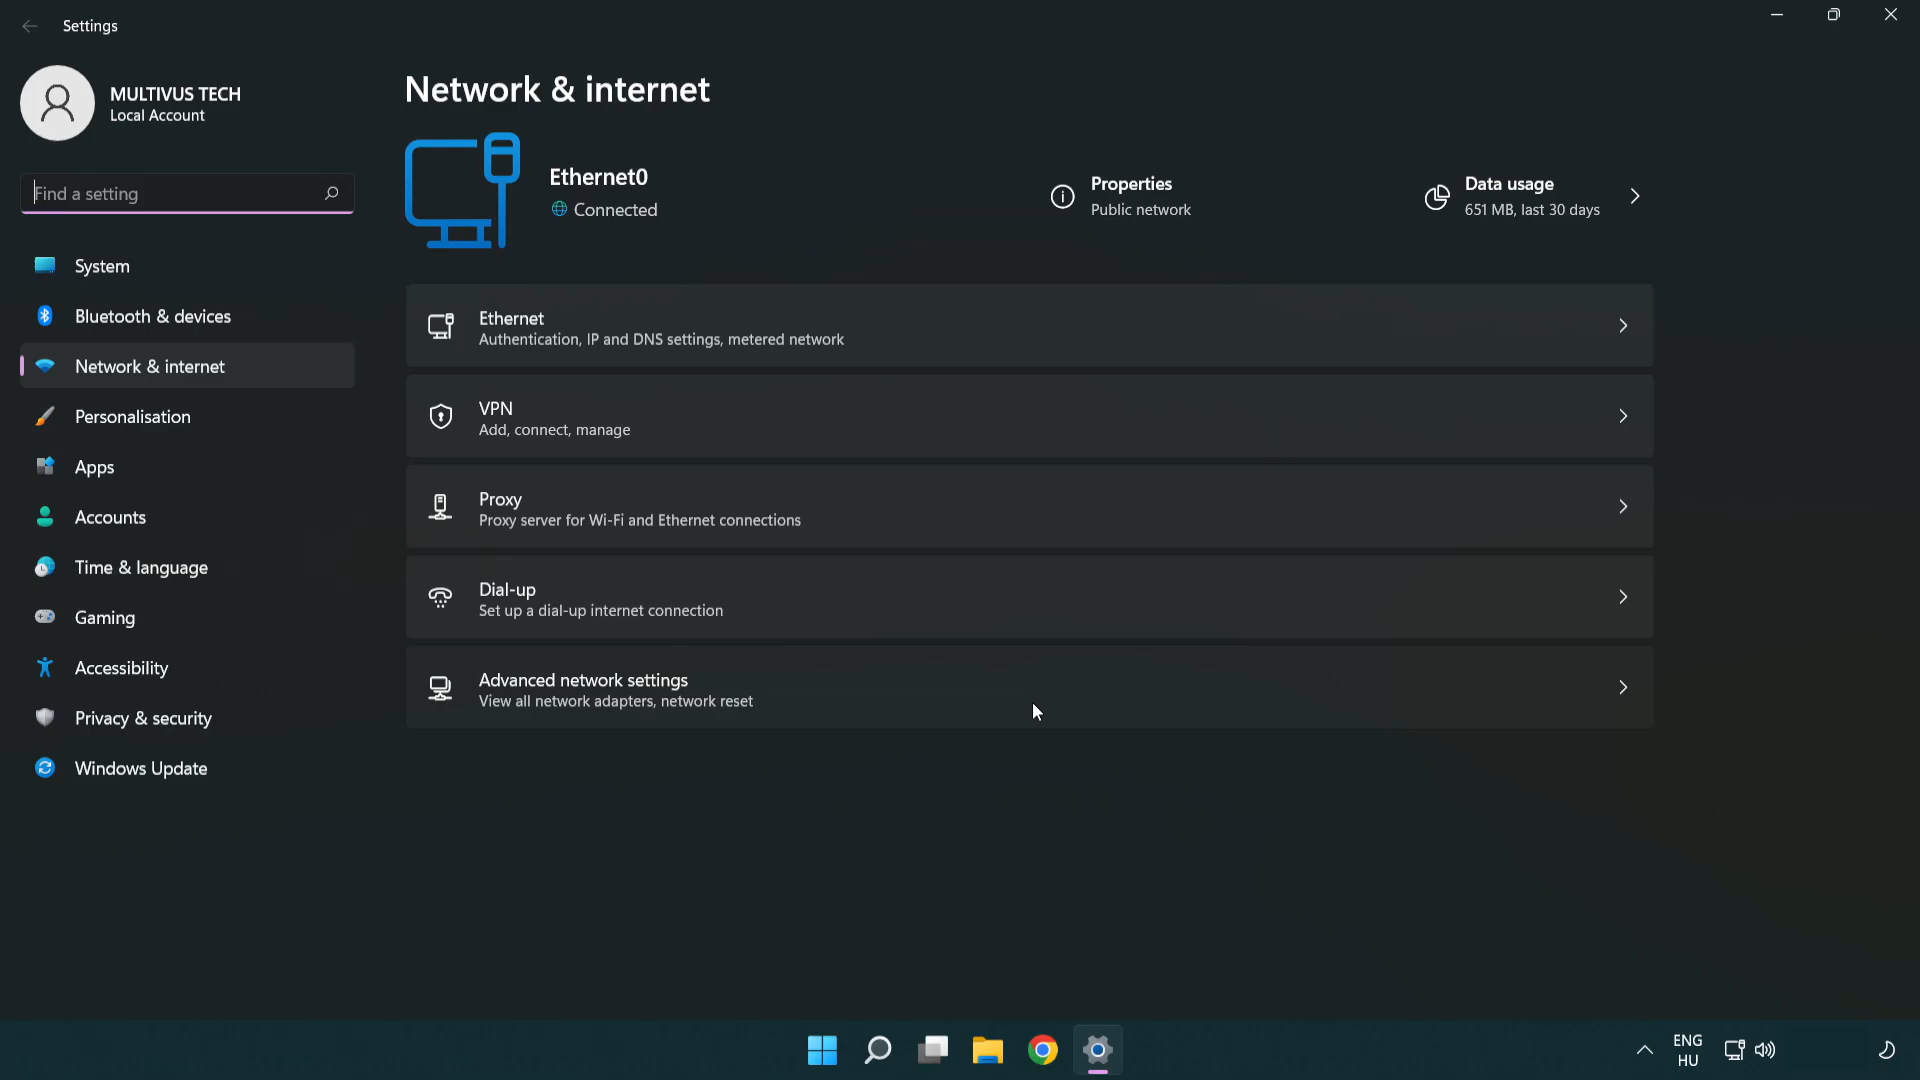 Settings
MULTIVUS TECH
Local Account
Find a setting
System
Bluetooth & devices
Network & internet
Personalisation
Apps
Accounts
Time & language
Gaming
Accessibility
Privacy & security
Windows Update
Network & internet
Ethernet0
Connected
Properties
Public network
Data usage
651 MB, last 30 days
Ethernet
Authentication, IP and DNS settings, metered network
VPN
Add, connect, manage
Proxy
Proxy server for Wi-Fi and Ethernet connections
Dial-up
Set up a dial-up internet connection
Advanced network settings
View all network adapters, network reset
ENG
HU